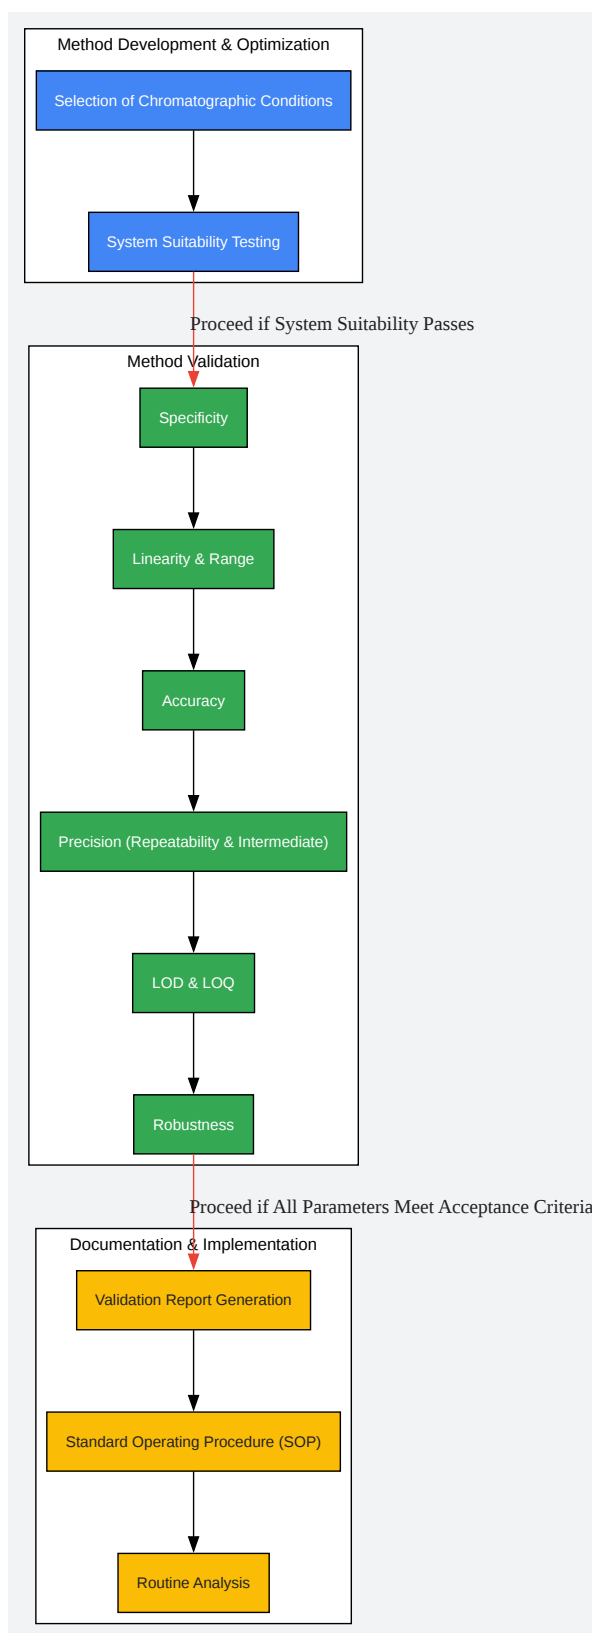 Method Development & Optimization
Selection of Chromatographic Conditions
System Suitability Testing
Proceed if System Suitability Passes
Method Validation
Specificity
Linearity & Range
Accuracy
Precision (Repeatability & Intermediate)
LOD & LOQ
Robustness
Proceed if All Parameters Meet Acceptance Criteria
Documentation & Implementation
Validation Report Generation
Standard Operating Procedure (SOP)
Routine Analysis